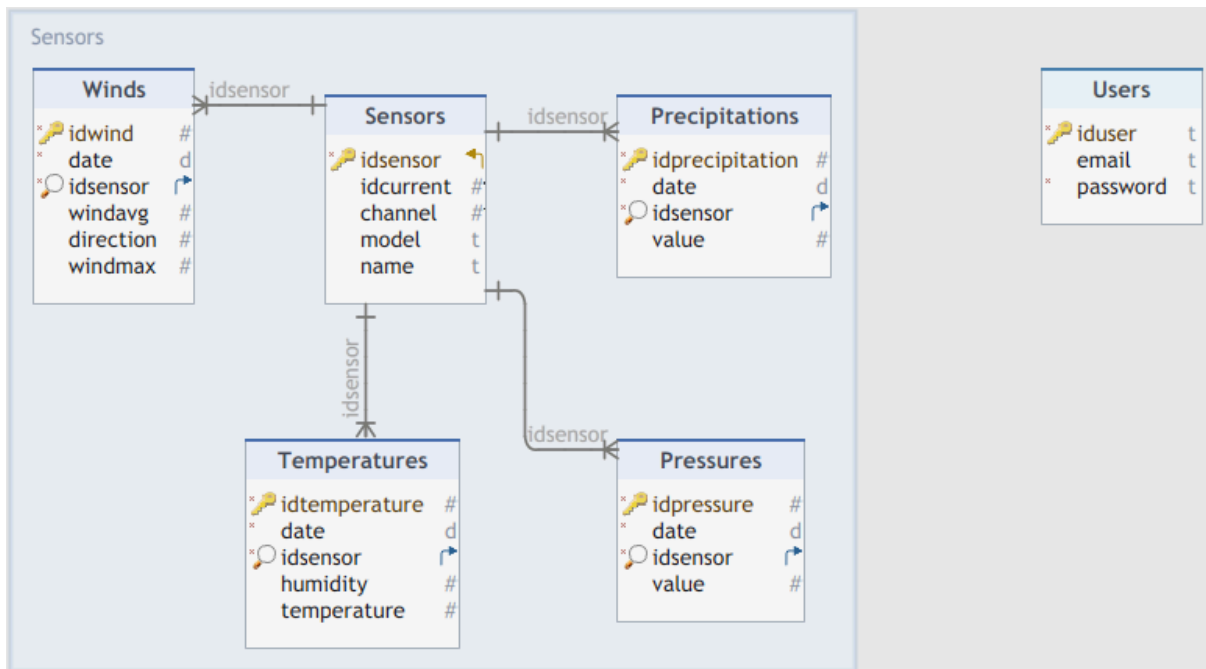 Sensors
Winds
idwind #
date d
idsensor
windavg #
direction #
windmax #
idsensor
Sensors
idsensor
idcurrent #
channel #
model t
name t
idsensor
Precipitations
idprecipitation #
date d
idsensor
value #
Users
iduser t
email t
password t
idsensor
Temperatures
idtemperature #
date d
idsensor
humidity #
temperature #
idsensor
Pressures
idpressure #
date d
idsensor
value #